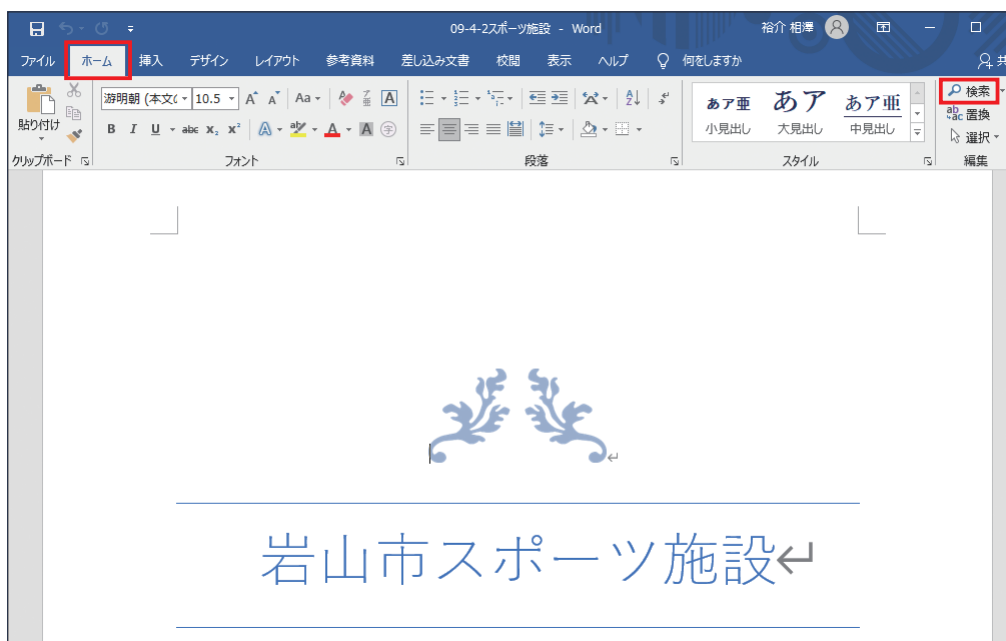 09-4-2スポーツ施設 - Word
裕介 相澤
ファイル ホーム 挿入 デザイン レイアウト 参考資料 差し込み文書 校閲 表示 ヘルプ 何をしますか 共
貼り付け
クリップボード
游明朝 (本文( 10.5 A A Aa ア亜 A
B I U abc X₂ X² A aby A A 字
フォント
段落
あア亜 あア あア亜
小見出し 大見出し 中見出し
スタイル
検索
置換
選択
編集
岩山市スポーツ施設↵